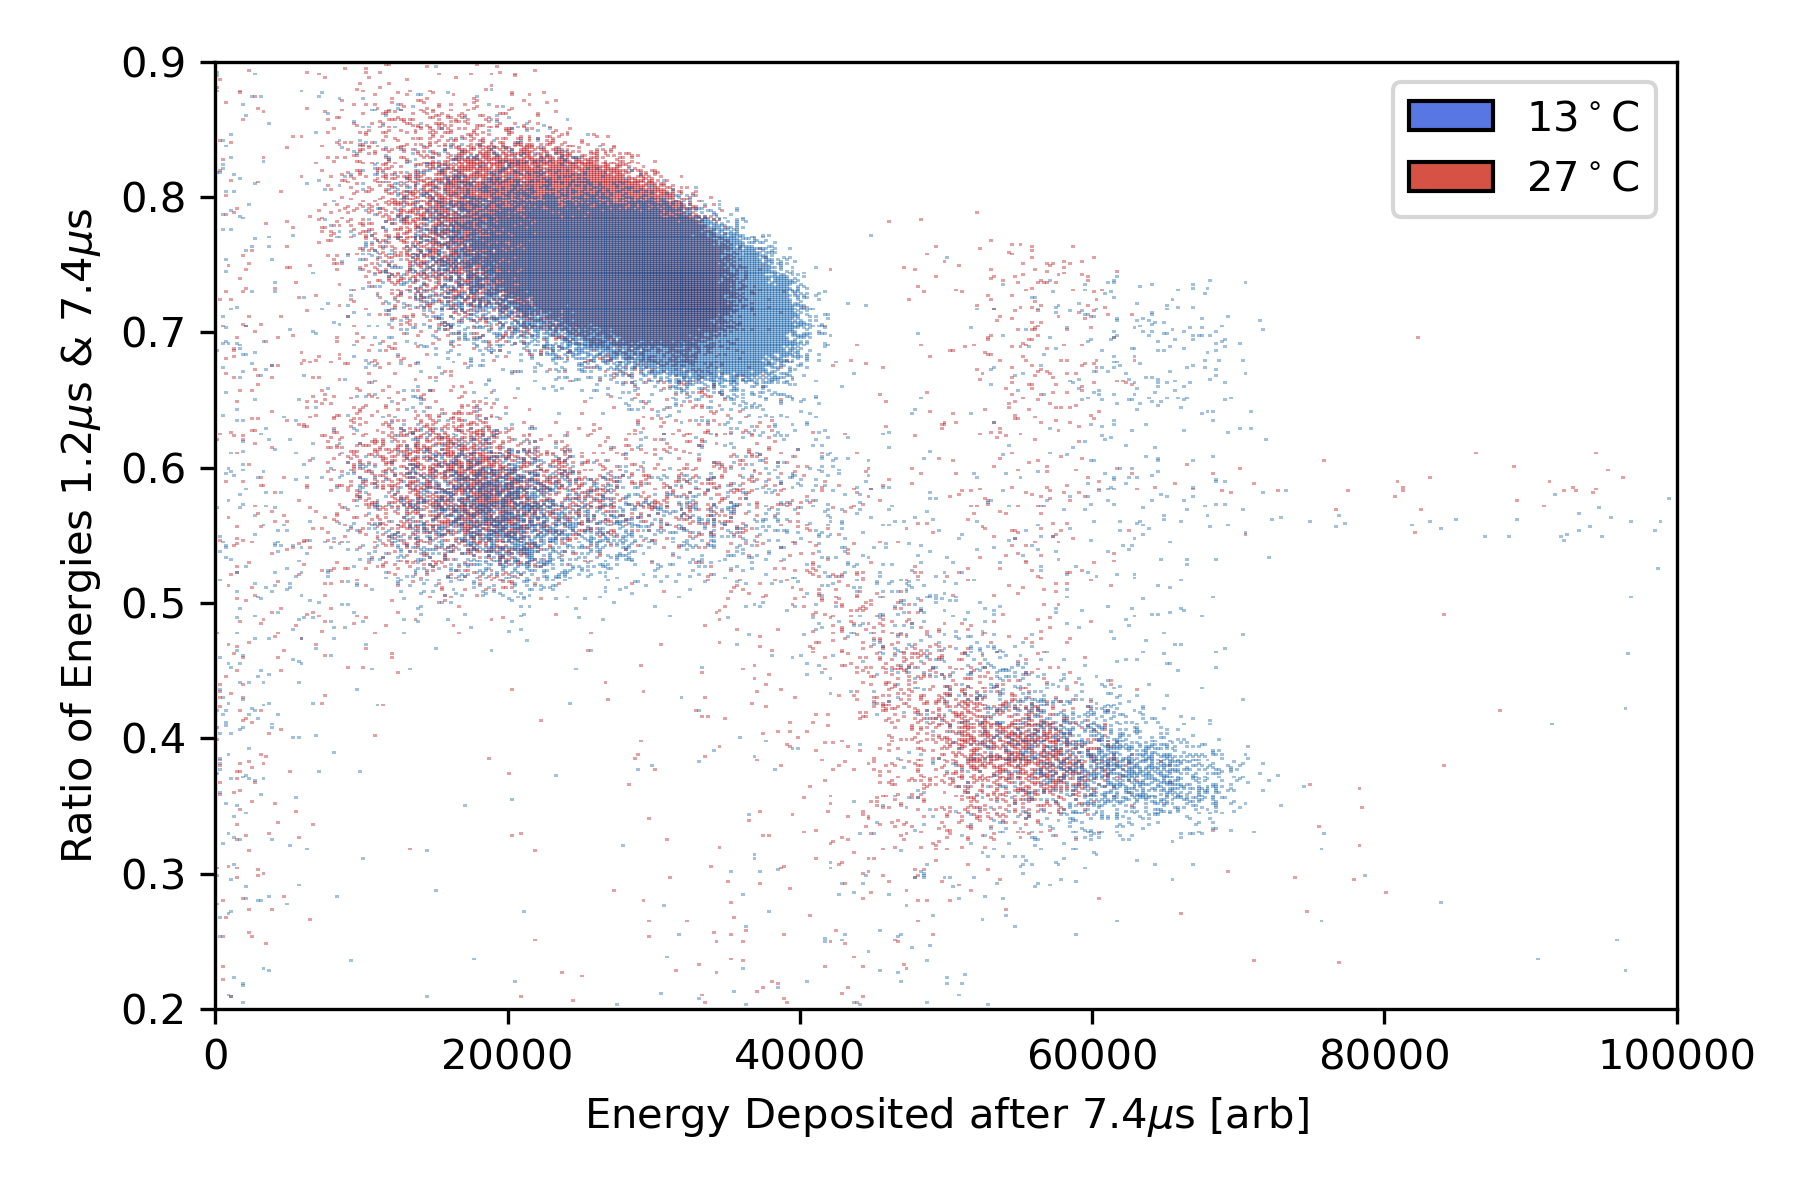 0.9
0.8
0.7
0.6
0.5
0.4
0.3
0.2
Ratio of Energies 1.2μs & 7.4μs
13°C
27°C
0 20000 40000 60000 80000 100000
Energy Deposited after 7.4μs [arb]